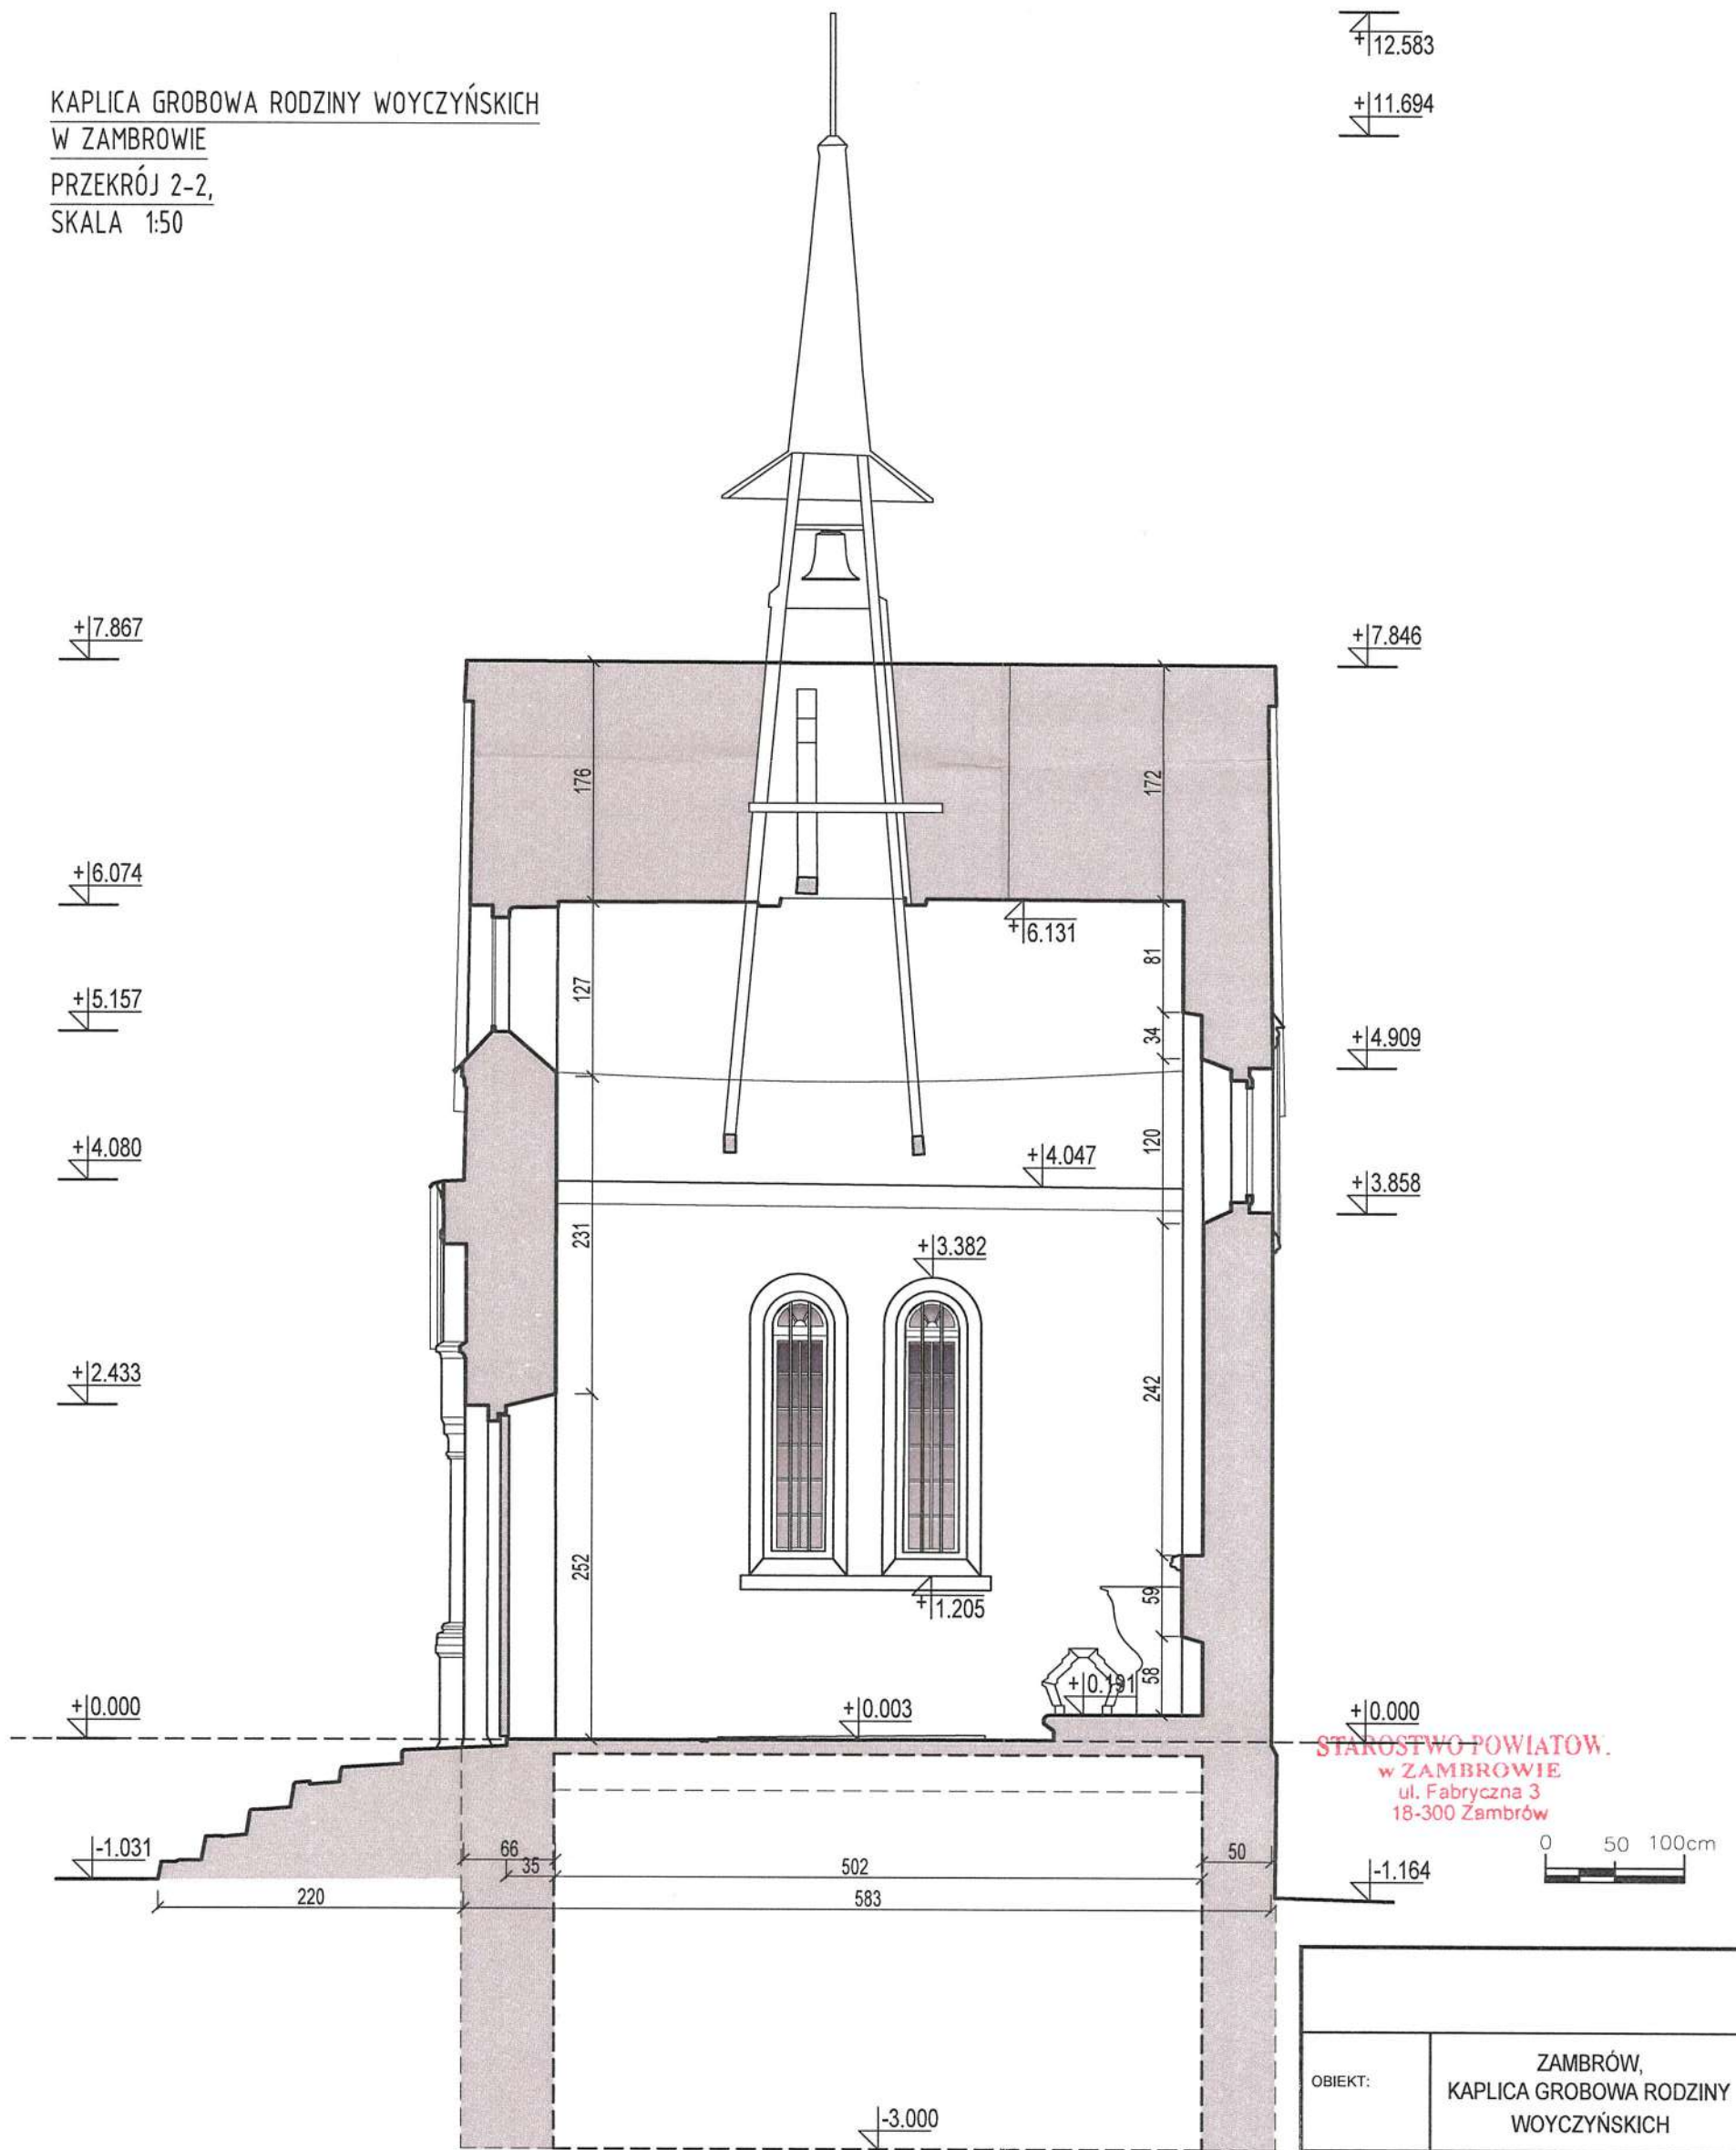 KAPLICA GROBOWA RODZINY WOYCZYŃSKICH
W ZAMBROWIE
PRZEKRÓJ 2-2,
SKALA 1:50
+12.583
+11.694
+7.867
+7.846
176
172
+6.074
+6.131
81
127
+5.157
34
+4.909
+4.080
120
+4.047
+3.858
231
+3.382
+2.433
242
252
59
+1.205
58
+0.191
+0.000
+0.003
+0.000
STAROSTWO POWIATOW.
w ZAMBROWIE
ul. Fabryczna 3
18-300 Zambrów
0 50 100cm
-1.031
66
35
502
50
-1.164
220
583
-3.000
OBIEKT:
ZAMBRÓW,
KAPLICA GROBOWA RODZINY
WOYCZYŃSKICH